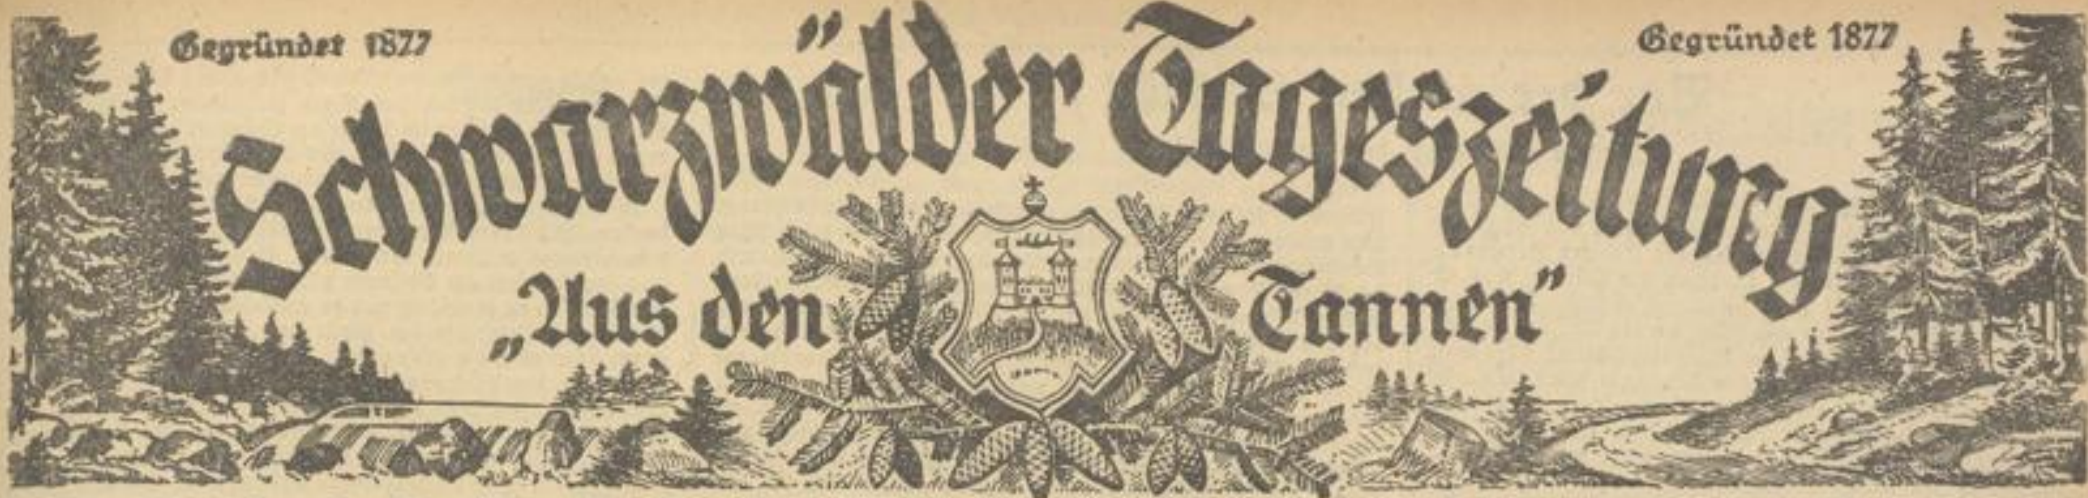 Gegründet 1877
Gegründet 1877
Schwarzwälder Tageszeitung
„Aus den Tannen“